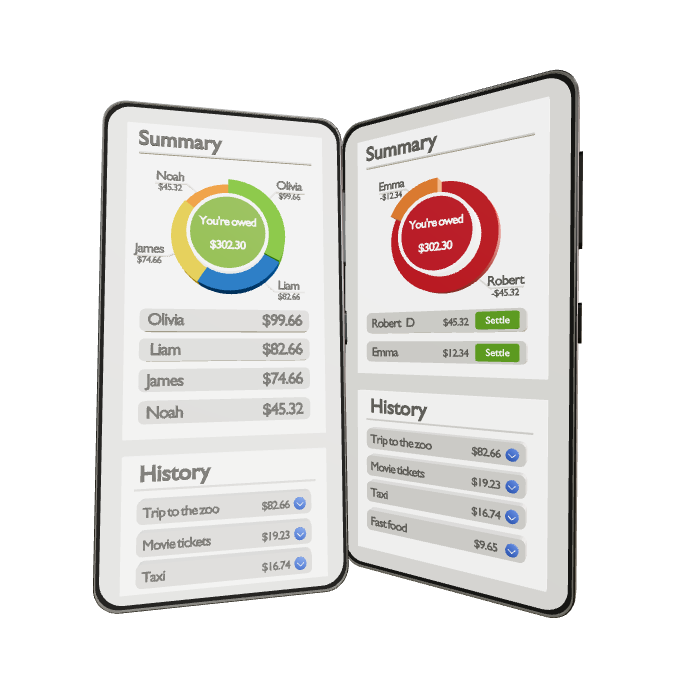 Summary
Noah
$45.32
Olivia
$99.66
You're owed
$302.30
James
$74.66
Liam
$82.66
Olivia $99.66
Liam $82.66
James $74.66
Noah $45.32
History
Trip to the zoo $82.66
Movie tickets $19.23
Taxi $16.74
Summary
Emma
-$12.34
You're owed
$302.30
Robert
-$45.32
Robert D $45.32 Settle
Emma $12.34 Settle
History
Trip to the zoo $82.66
Movie tickets $19.23
Taxi $16.74
Fast food $9.65